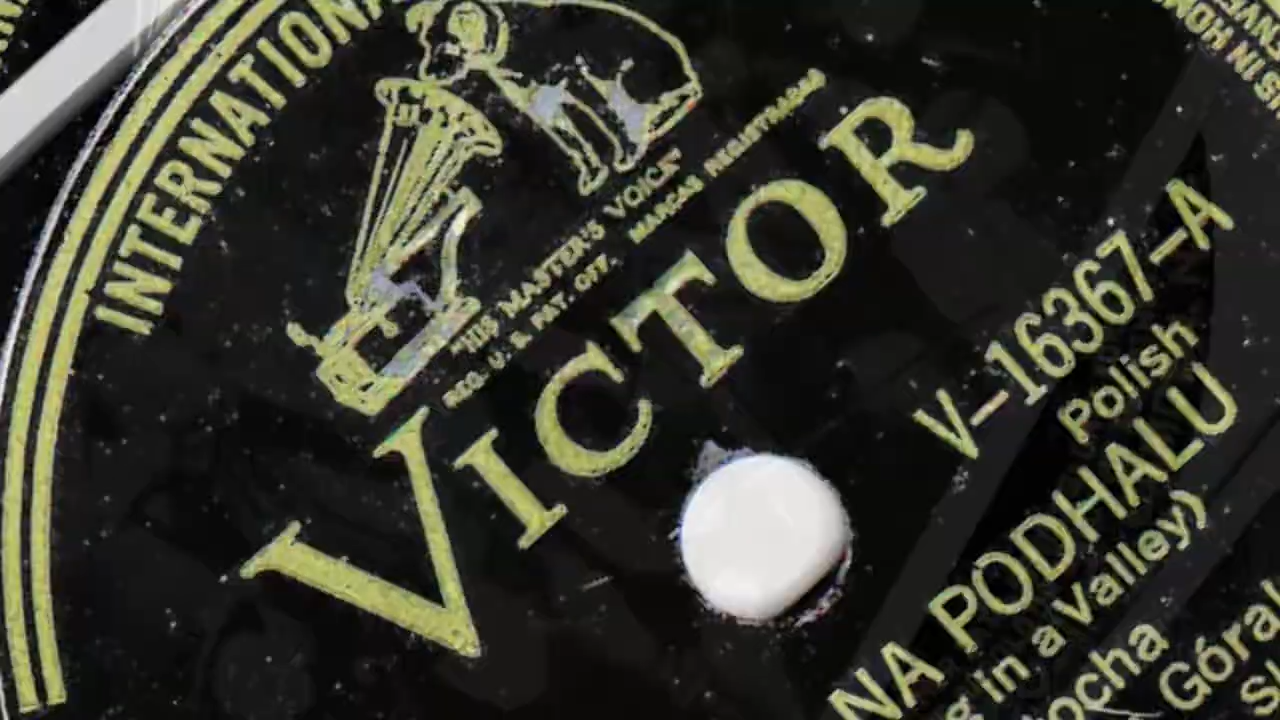 INTERNATIONAL
"HIS MASTER'S VOICE"
REG. U. S. PAT. OFF. MARCAS REGISTRADAS
VICTOR
V-16367-A
Polish
NA PODHALU
in a Valley)
Góral